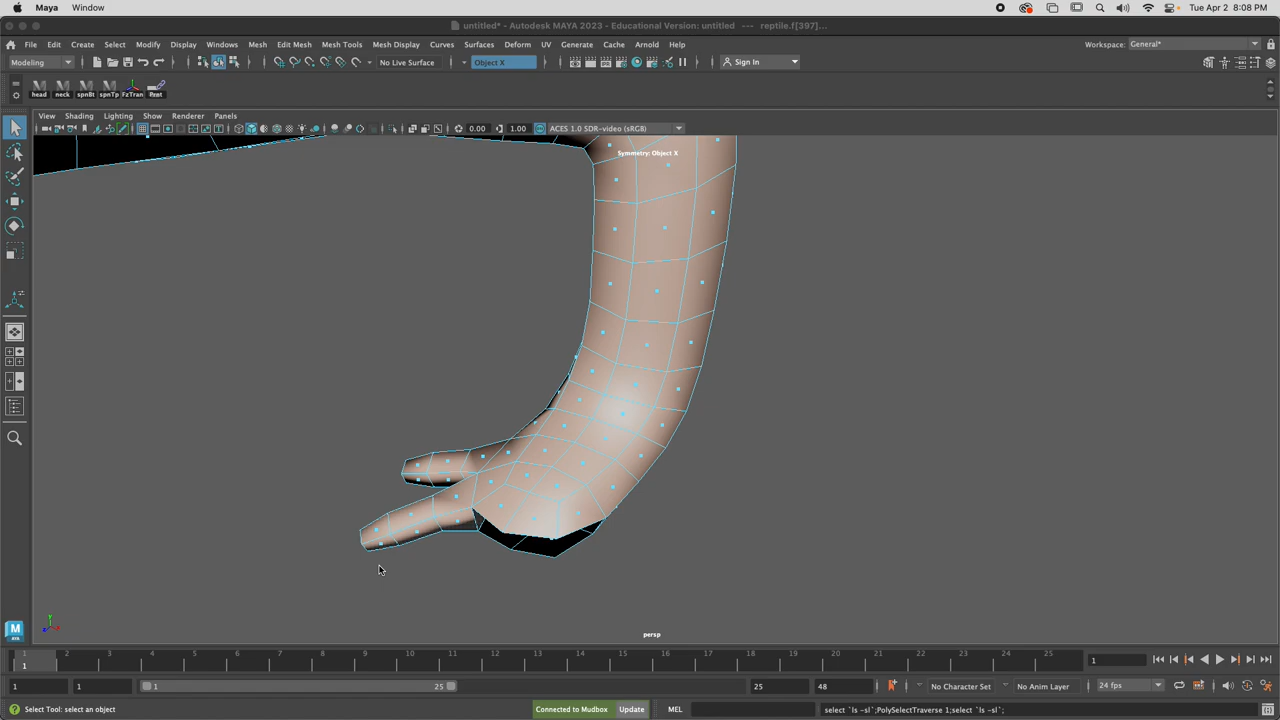 Maya Window Tue Apr 2 8:08 PM
untitled* - Autodesk MAYA 2023 - Educational Version: untitled --- reptile.f[397]...
File Edit Create Select Modify Display Windows Mesh Edit Mesh Mesh Tools Mesh Display Curves Surfaces Deform UV Generate Cache Arnold Help Workspace: General*
Modeling No Live Surface Object X Sign In
head neck spnBt spnTp FzTran Prnt
View Shading Lighting Show Renderer Panels
0.00 1.00 ACES 1.0 SDR-video (sRGB)
Symmetry: Object X
persp
1 2 3 4 5 6 7 8 9 10 11 12 13 14 15 16 17 18 19 20 21 22 23 24 25
1 1
1 1 1 25 25 48 No Character Set No Anim Layer 24 fps
Select Tool: select an object Connected to Mudbox Update MEL select `ls -sl`;PolySelectTraverse 1;select `ls -sl`;